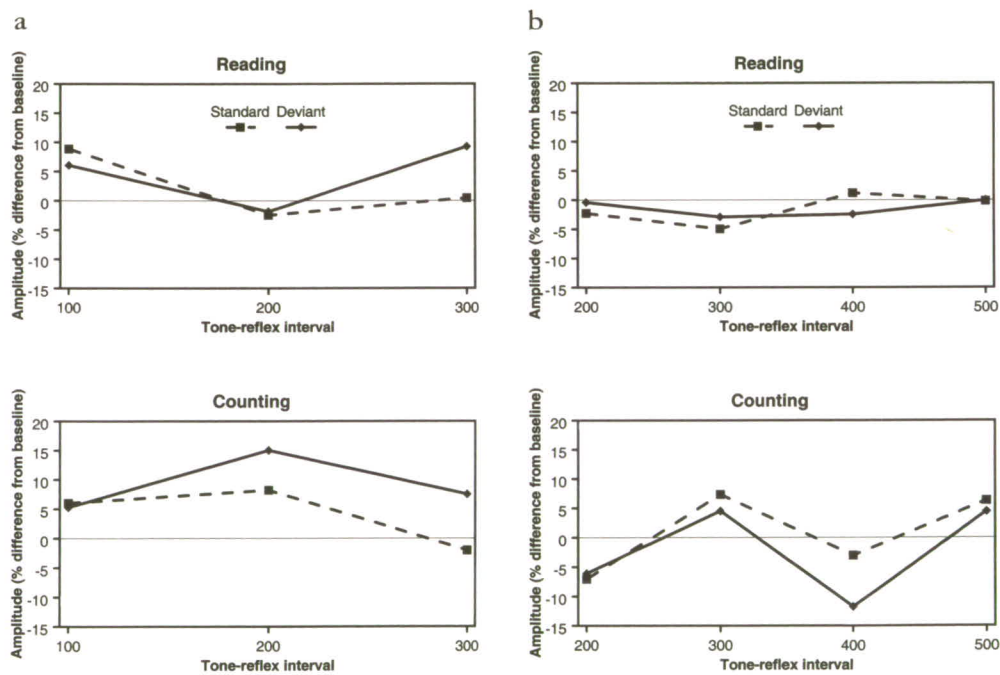 a
Reading
Amplitude (% difference from baseline)
20
15
10
5
0
-5
-10
-15
Standard Deviant
100
200
300
Tone-reflex interval
b
Reading
Amplitude (% difference from baseline)
20
15
10
5
0
-5
-10
-15
Standard Deviant
200
300
400
500
Tone-reflex interval
Counting
Amplitude (% difference from baseline)
20
15
10
5
0
-5
-10
-15
100
200
300
Tone-reflex interval
Counting
Amplitude (% difference from baseline)
20
15
10
5
0
-5
-10
-15
200
300
400
500
Tone-reflex interval